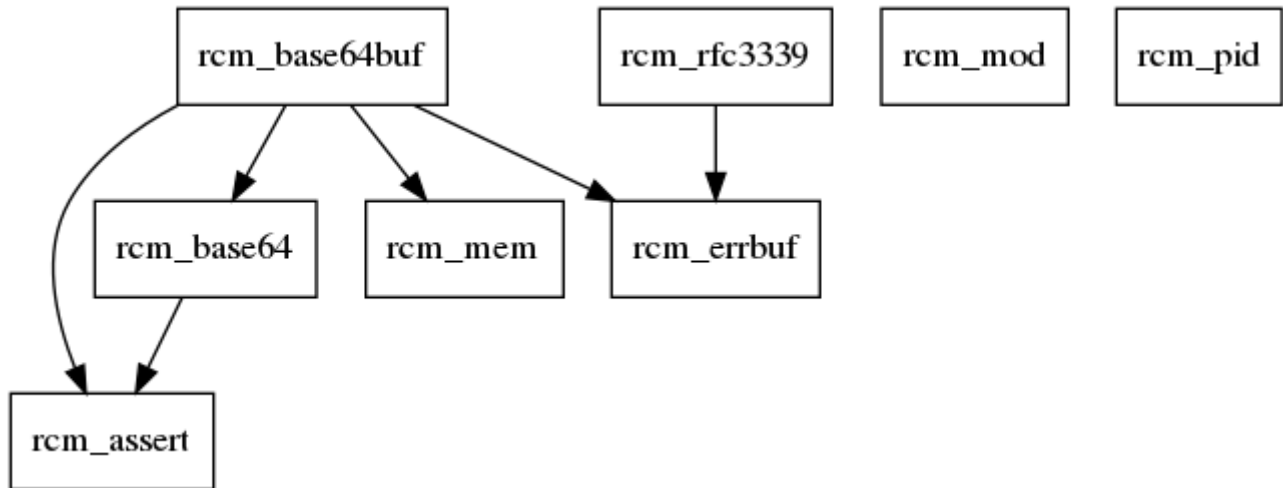 rcm_base64buf
rcm_rfc3339
rcm_mod
rcm_pid
rcm_base64
rcm_mem
rcm_errbuf
rcm_assert